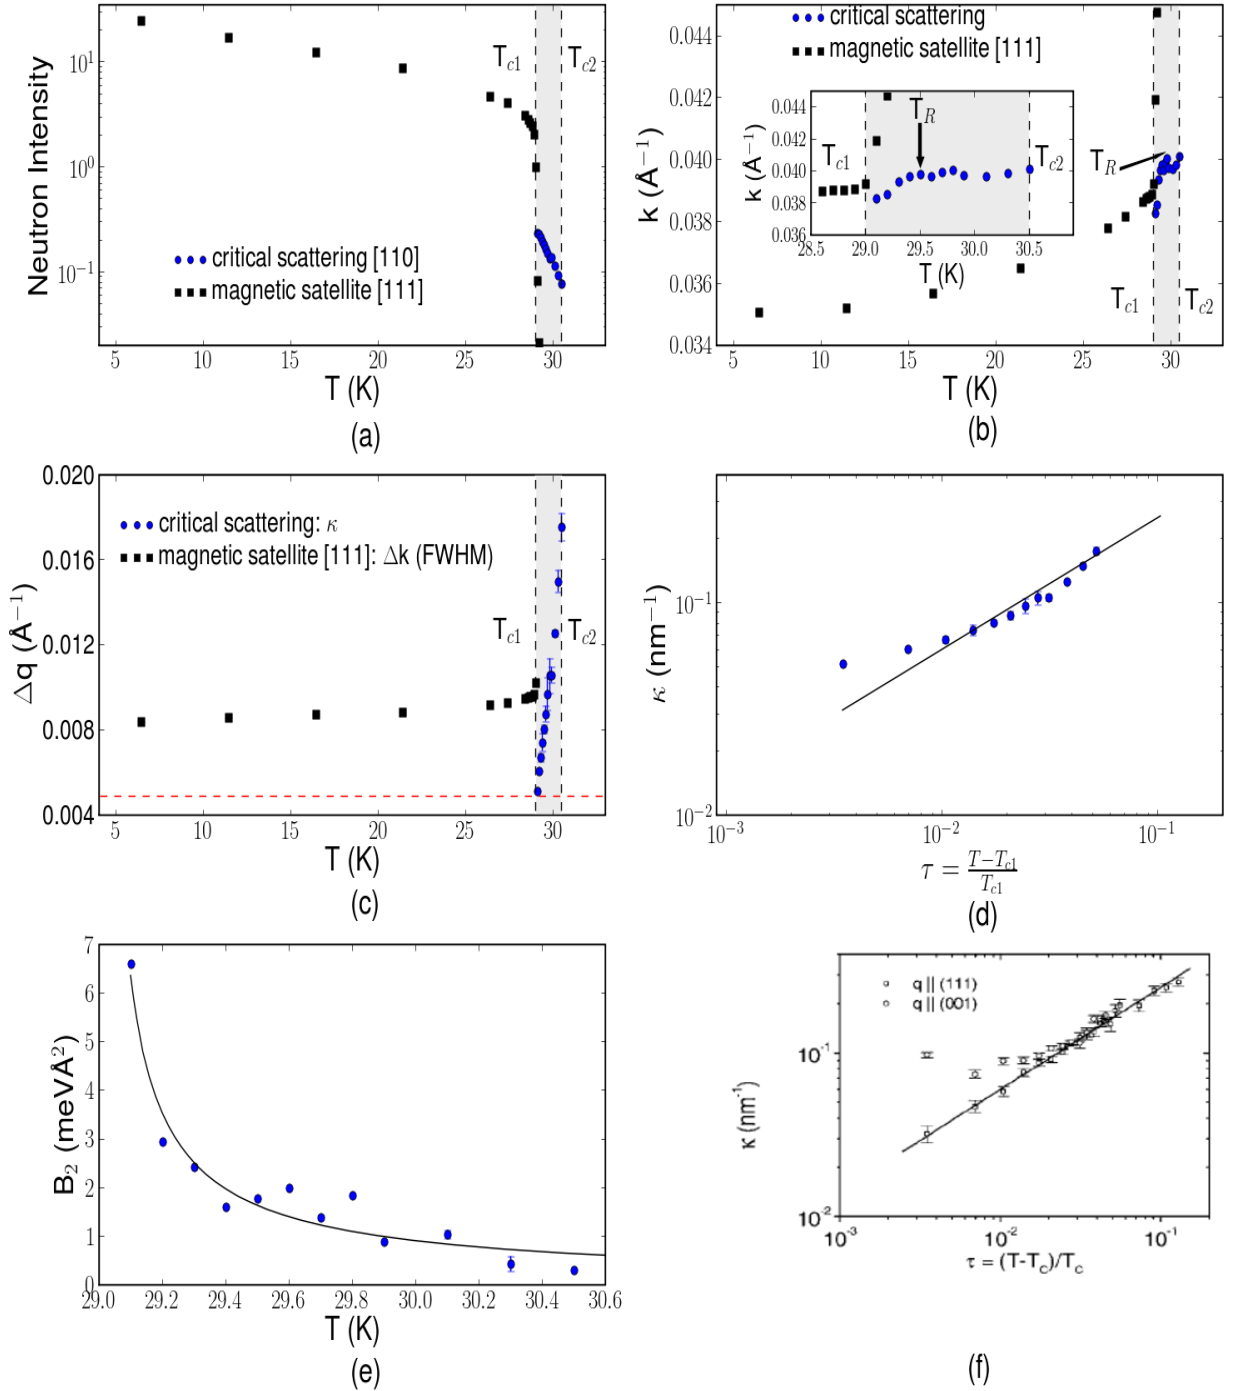 Neutron Intensity
10^1
10^0
10^−1
T_c1
T_c2
critical scattering [110]
magnetic satellite [111]
5 10 15 20 25 30
T (K)
(a)
k (Å^−1)
0.044
0.042
0.040
0.038
0.036
0.034
critical scattering
magnetic satellite [111]
k (Å^−1)
0.044
0.042
0.040
0.038
0.036
T_R
T_c1
T_c2
28.5 29.0 29.5 30.0 30.5
T (K)
T_R
T_c1
T_c2
5 10 15 20 25 30
T (K)
(b)
Δq (Å^−1)
0.020
0.016
0.012
0.008
0.004
critical scattering: κ
magnetic satellite [111]: Δk (FWHM)
T_c1
T_c2
5 10 15 20 25 30
T (K)
(c)
κ (nm^−1)
10^−1
10^−2
10^−3 10^−2 10^−1
τ = (T−T_c1)/T_c1
(d)
B_2 (meVÅ^2)
7
6
5
4
3
2
1
0
29.0 29.2 29.4 29.6 29.8 30.0 30.2 30.4 30.6
T (K)
(e)
q || (111)
q || (001)
κ (nm^-1)
10^-1
10^-2
10^-3 10^-2 10^-1
τ = (T-T_C)/T_C
(f)